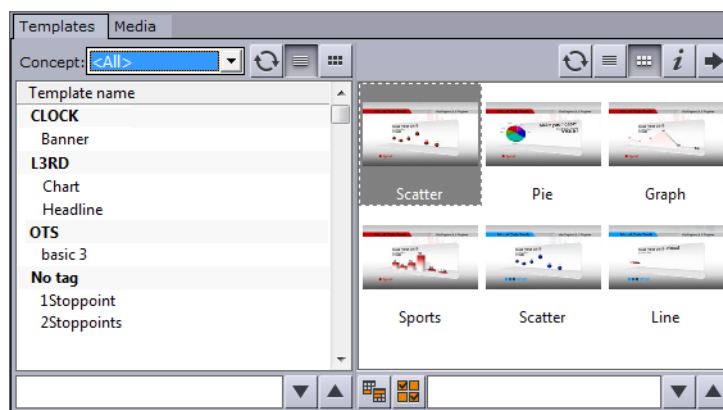 Templates Media
Concept: <All>
Template name
CLOCK
Banner
L3RD
Chart
Headline
OTS
basic 3
No tag
1Stoppoint
2Stoppoints
i
Scatter Pie Graph
Sports Scatter Line